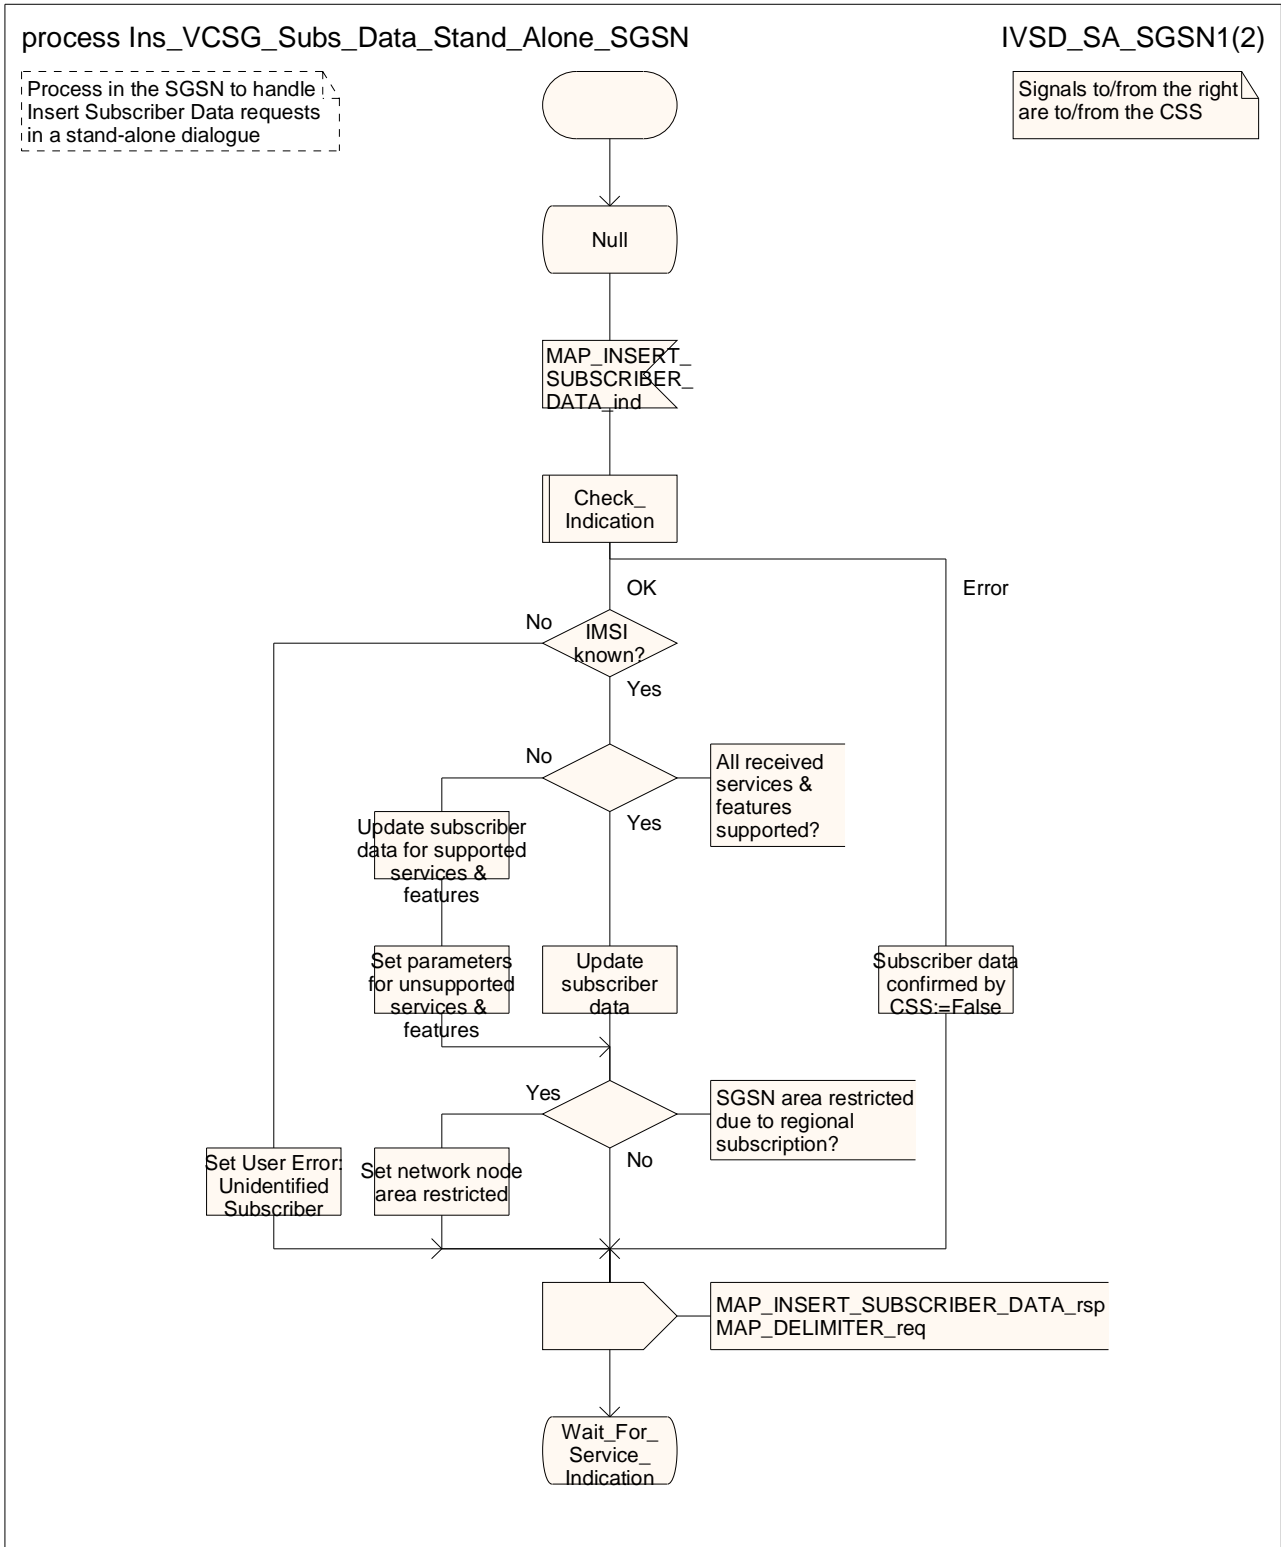 process Ins_VCSG_Subs_Data_Stand_Alone_SGSN
IVSD_SA_SGSN1(2)
Process in the SGSN to handle
Insert Subscriber Data requests
in a stand-alone dialogue
Signals to/from the right
are to/from the CSS
Null
MAP_INSERT_
SUBSCRIBER_
DATA_ind
Check_
Indication
OK
Error
No
IMSI
known?
Yes
No
All received
services &
features
supported?
Yes
Update subscriber
data for supported
services &
features
Set parameters
for unsupported
services &
features
Update
subscriber
data
Subscriber data
confirmed by
CSS:=False
Yes
SGSN area restricted
due to regional
subscription?
No
Set User Error:
Unidentified
Subscriber
Set network node
area restricted
MAP_INSERT_SUBSCRIBER_DATA_rsp
MAP_DELIMITER_req
Wait_For_
Service_
Indication